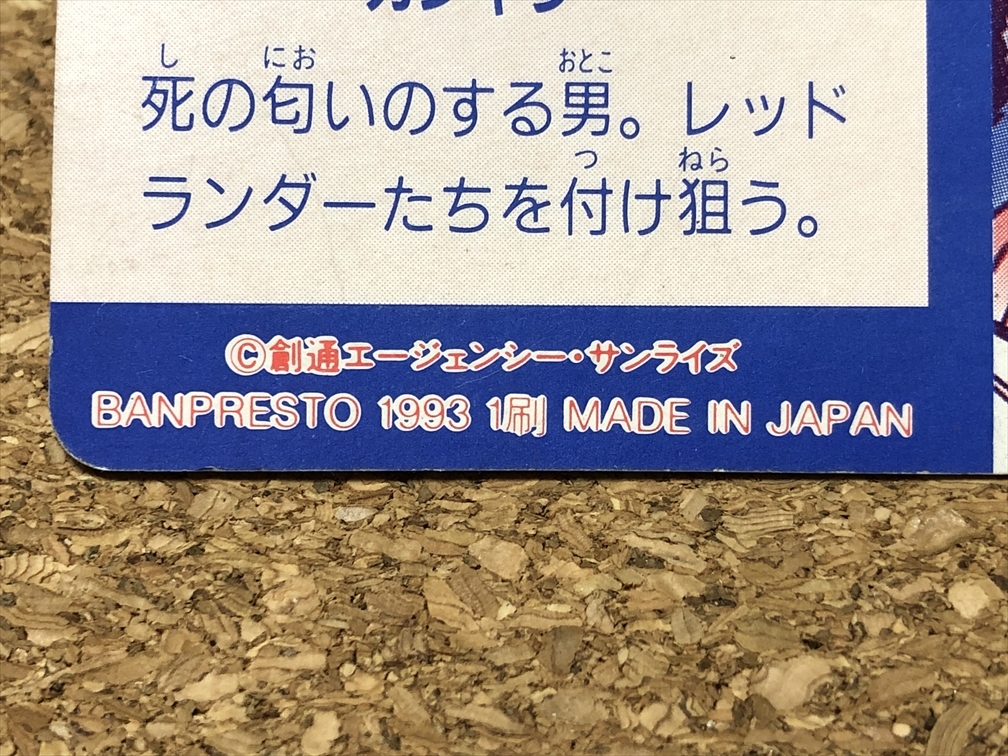 死の匂いのする男。レッド
ランダーたちを付け狙う。
©創通エージェンシー・サンライズ
BANPRESTO 1993 1刷 MADE IN JAPAN